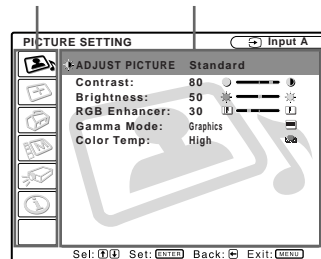 PICTURE SETTING Input A
ADJUST PICTURE Standard
Contrast: 80
Brightness: 50
RGB Enhancer: 30
Gamma Mode: Graphics
Color Temp: High
Sel: Set: ENTER Back: Exit: MENU